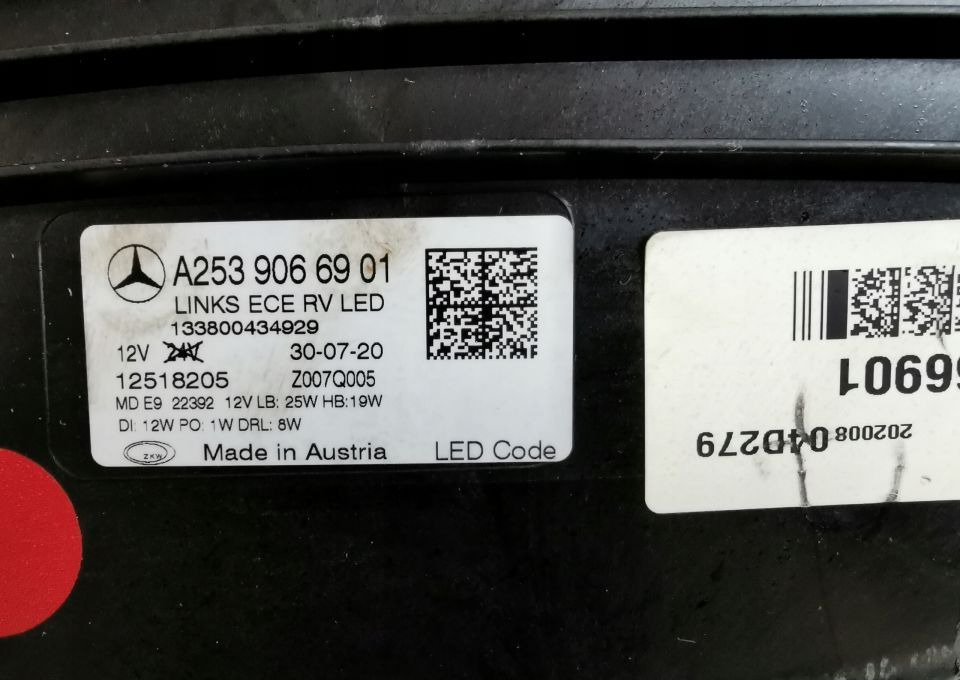 A253 906 69 01
LINKS ECE RV LED
133800434929
12V 24V 30-07-20
12518205 Z007Q005
MD E9 22392 12V LB: 25W HB:19W
DI: 12W PO: 1W DRL: 8W
ZKW Made in Austria LED Code
66901
202008 04D279